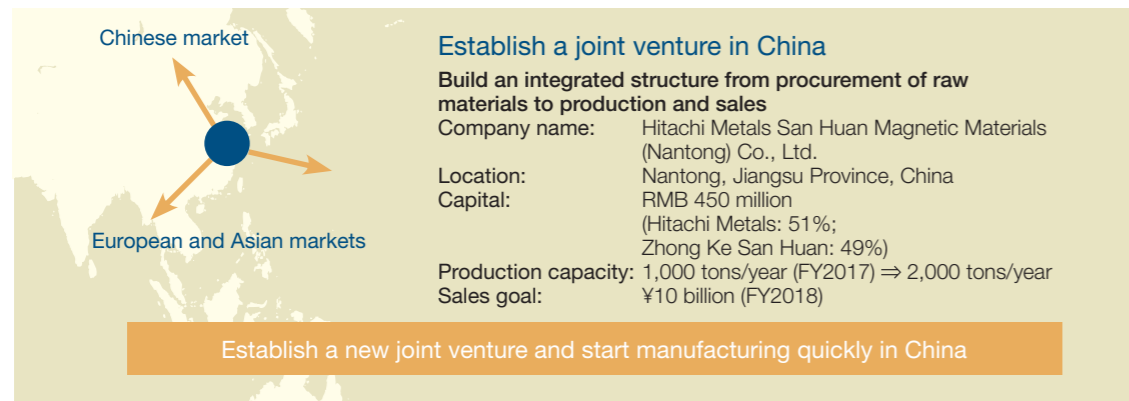 Chinese market
European and Asian markets
Establish a joint venture in China
Build an integrated structure from procurement of raw
materials to production and sales
Company name: Hitachi Metals San Huan Magnetic Materials
(Nantong) Co., Ltd.
Location: Nantong, Jiangsu Province, China
Capital: RMB 450 million
(Hitachi Metals: 51%;
Zhong Ke San Huan: 49%)
Production capacity: 1,000 tons/year (FY2017) ⇒ 2,000 tons/year
Sales goal: ¥10 billion (FY2018)
Establish a new joint venture and start manufacturing quickly in China